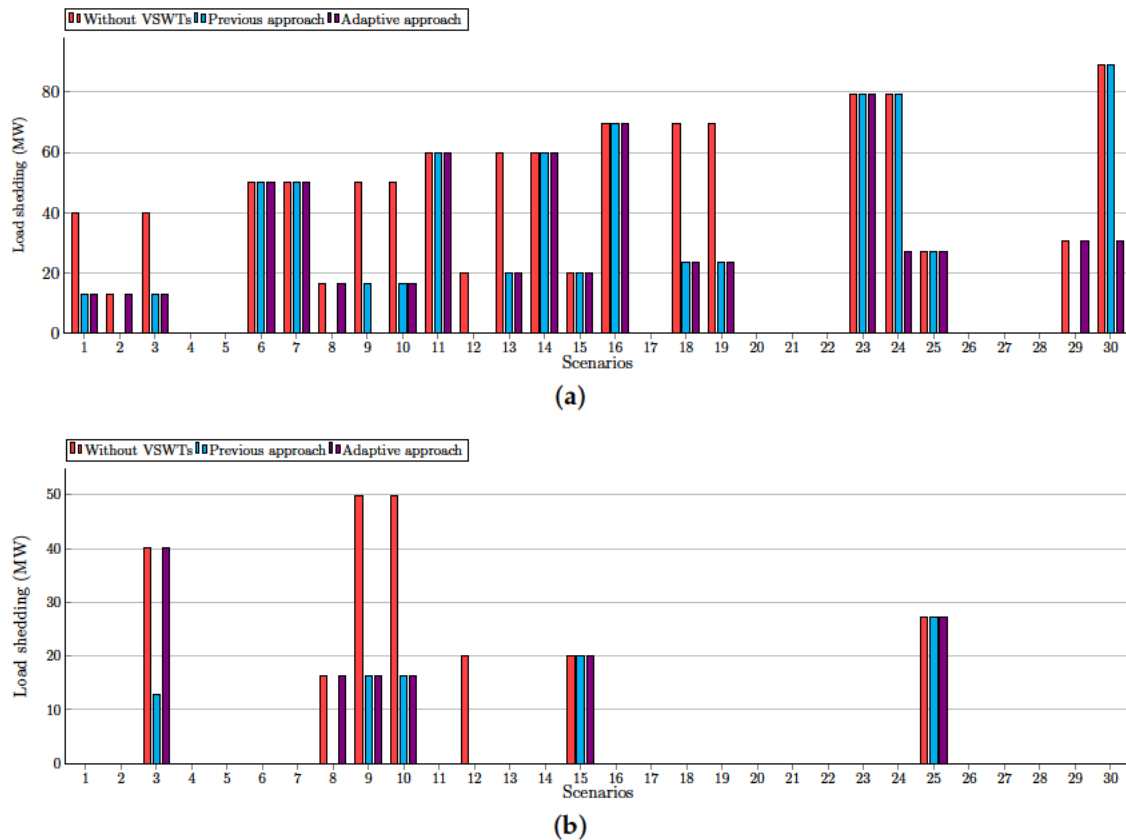 Without VSWTs Previous approach Adaptive approach
Load shedding (MW)
80
60
40
20
0
1 2 3 4 5 6 7 8 9 10 11 12 13 14 15 16 17 18 19 20 21 22 23 24 25 26 27 28 29 30
Scenarios
(a)
Without VSWTs Previous approach Adaptive approach
Load shedding (MW)
50
40
30
20
10
0
1 2 3 4 5 6 7 8 9 10 11 12 13 14 15 16 17 18 19 20 21 22 23 24 25 26 27 28 29 30
Scenarios
(b)